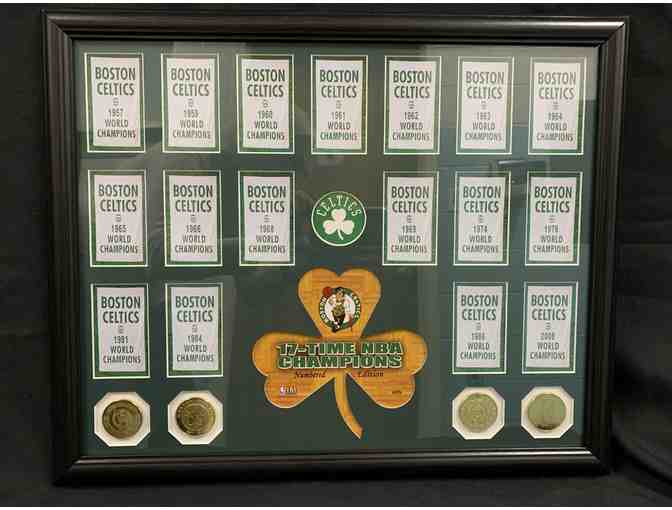 BOSTON
CELTICS
1957
WORLD
CHAMPIONS
BOSTON
CELTICS
1959
WORLD
CHAMPIONS
BOSTON
CELTICS
1960
WORLD
CHAMPIONS
BOSTON
CELTICS
1961
WORLD
CHAMPIONS
BOSTON
CELTICS
1962
WORLD
CHAMPIONS
BOSTON
CELTICS
1963
WORLD
CHAMPIONS
BOSTON
CELTICS
1964
WORLD
CHAMPIONS
BOSTON
CELTICS
1965
WORLD
CHAMPIONS
BOSTON
CELTICS
1966
WORLD
CHAMPIONS
BOSTON
CELTICS
1968
WORLD
CHAMPIONS
CELTICS
BOSTON
CELTICS
1969
WORLD
CHAMPIONS
BOSTON
CELTICS
1974
WORLD
CHAMPIONS
BOSTON
CELTICS
1976
WORLD
CHAMPIONS
BOSTON
CELTICS
1981
WORLD
CHAMPIONS
BOSTON
CELTICS
1984
WORLD
CHAMPIONS
BOSTON CELTICS
17-TIME NBA
CHAMPIONS
Numbered Edition
BOSTON
CELTICS
1986
WORLD
CHAMPIONS
BOSTON
CELTICS
2008
WORLD
CHAMPIONS